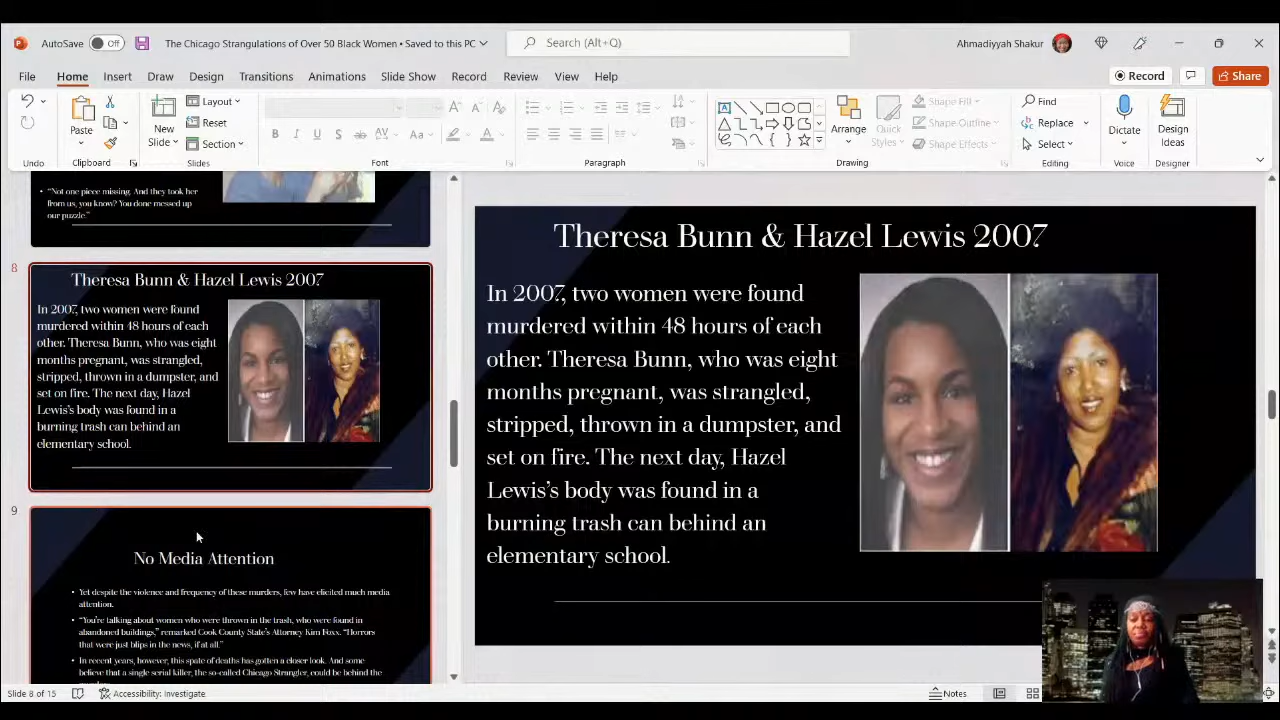 AutoSave Off The Chicago Strangulations of Over 50 Black Women • Saved to this PC Search (Alt+Q) Ahmadiyyah Shakur
File Home Insert Draw Design Transitions Animations Slide Show Record Review View Help Record Share
Paste
New
Slide
Layout
Reset
Section
Arrange
Quick
Styles
Shape Fill
Shape Outline
Shape Effects
Find
Replace
Select
Dictate
Design
Ideas
Undo Clipboard Slides Font Paragraph Drawing Editing Voice Designer
• "Not one piece missing. And they took her
from us, you know? You done messed up
our puzzle."
8
Theresa Bunn & Hazel Lewis 2007
In 2007, two women were found
murdered within 48 hours of each
other. Theresa Bunn, who was eight
months pregnant, was strangled,
stripped, thrown in a dumpster, and
set on fire. The next day, Hazel
Lewis's body was found in a
burning trash can behind an
elementary school.
9
No Media Attention
• Yet despite the violence and frequency of these murders, few have elicited much media
attention.
• "You're talking about women who were thrown in the trash, who were found in
abandoned buildings," remarked Cook County State's Attorney Kim Foxx. "Horrors
that were just blips in the news, if at all."
• In recent years, however, this spate of deaths has gotten a closer look. And some
believe that a single serial killer, the so-called Chicago Strangler, could be behind the
Theresa Bunn & Hazel Lewis 2007
In 2007, two women were found
murdered within 48 hours of each
other. Theresa Bunn, who was eight
months pregnant, was strangled,
stripped, thrown in a dumpster, and
set on fire. The next day, Hazel
Lewis's body was found in a
burning trash can behind an
elementary school.
Slide 8 of 15 Accessibility: Investigate Notes